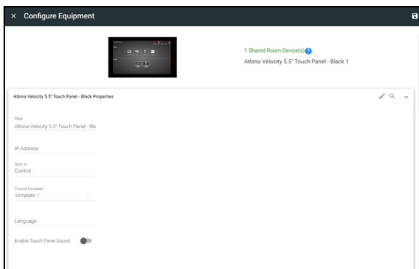 × Configure Equipment
1 Shared Room Device(s)?
Atlona Velocity 5.5" Touch Panel - Black 1
Atlona Velocity 5.5" Touch Panel - Black Properties
Atlona Velocity 5.5" Touch Panel - Bla
IP Address
Sync to
Control
Control Template
Template 1
Language
Enable Touch Panel Sound